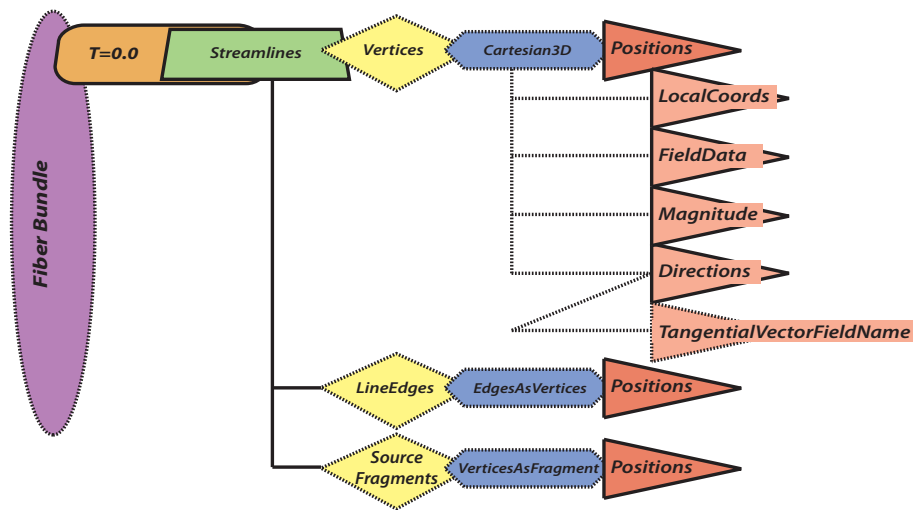 Fiber Bundle
T=0.0
Streamlines
Vertices
Cartesian3D
Positions
LocalCoords
FieldData
Magnitude
Directions
TangentialVectorFieldName
LineEdges
EdgesAsVertices
Positions
Source
Fragments
VerticesAsFragment
Positions